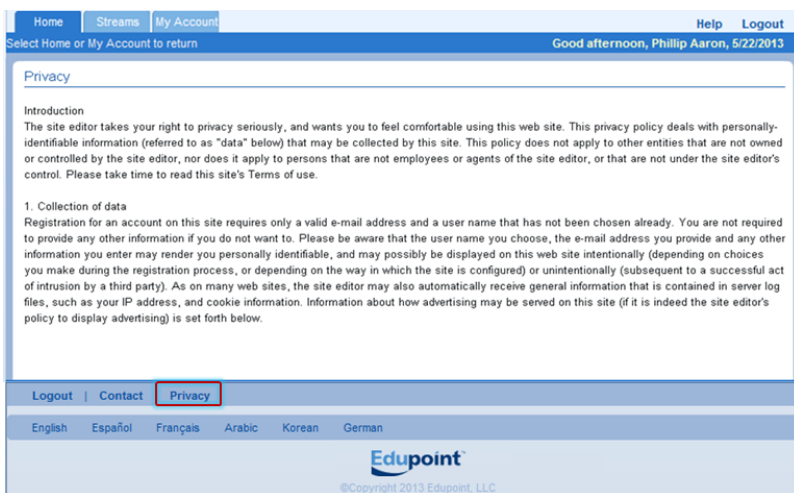 Home Streams My Account
Help Logout
Select Home or My Account to return
Good afternoon, Phillip Aaron, 5/22/2013
Privacy
Introduction
The site editor takes your right to privacy seriously, and wants you to feel comfortable using this web site. This privacy policy deals with personally-
identifiable information (referred to as "data" below) that may be collected by this site. This policy does not apply to other entities that are not owned
or controlled by the site editor, nor does it apply to persons that are not employees or agents of the site editor, or that are not under the site editor's
control. Please take time to read this site's Terms of use.
1. Collection of data
Registration for an account on this site requires only a valid e-mail address and a user name that has not been chosen already. You are not required
to provide any other information if you do not want to. Please be aware that the user name you choose, the e-mail address you provide and any other
information you enter may render you personally identifiable, and may possibly be displayed on this web site intentionally (depending on choices
you make during the registration process, or depending on the way in which the site is configured) or unintentionally (subsequent to a successful act
of intrusion by a third party). As on many web sites, the site editor may also automatically receive general information that is contained in server log
files, such as your IP address, and cookie information. Information about how advertising may be served on this site (if it is indeed the site editor's
policy to display advertising) is set forth below.
Logout | Contact Privacy
English Español Français Arabic Korean German
Edupoint
©Copyright 2013 Edupoint, LLC